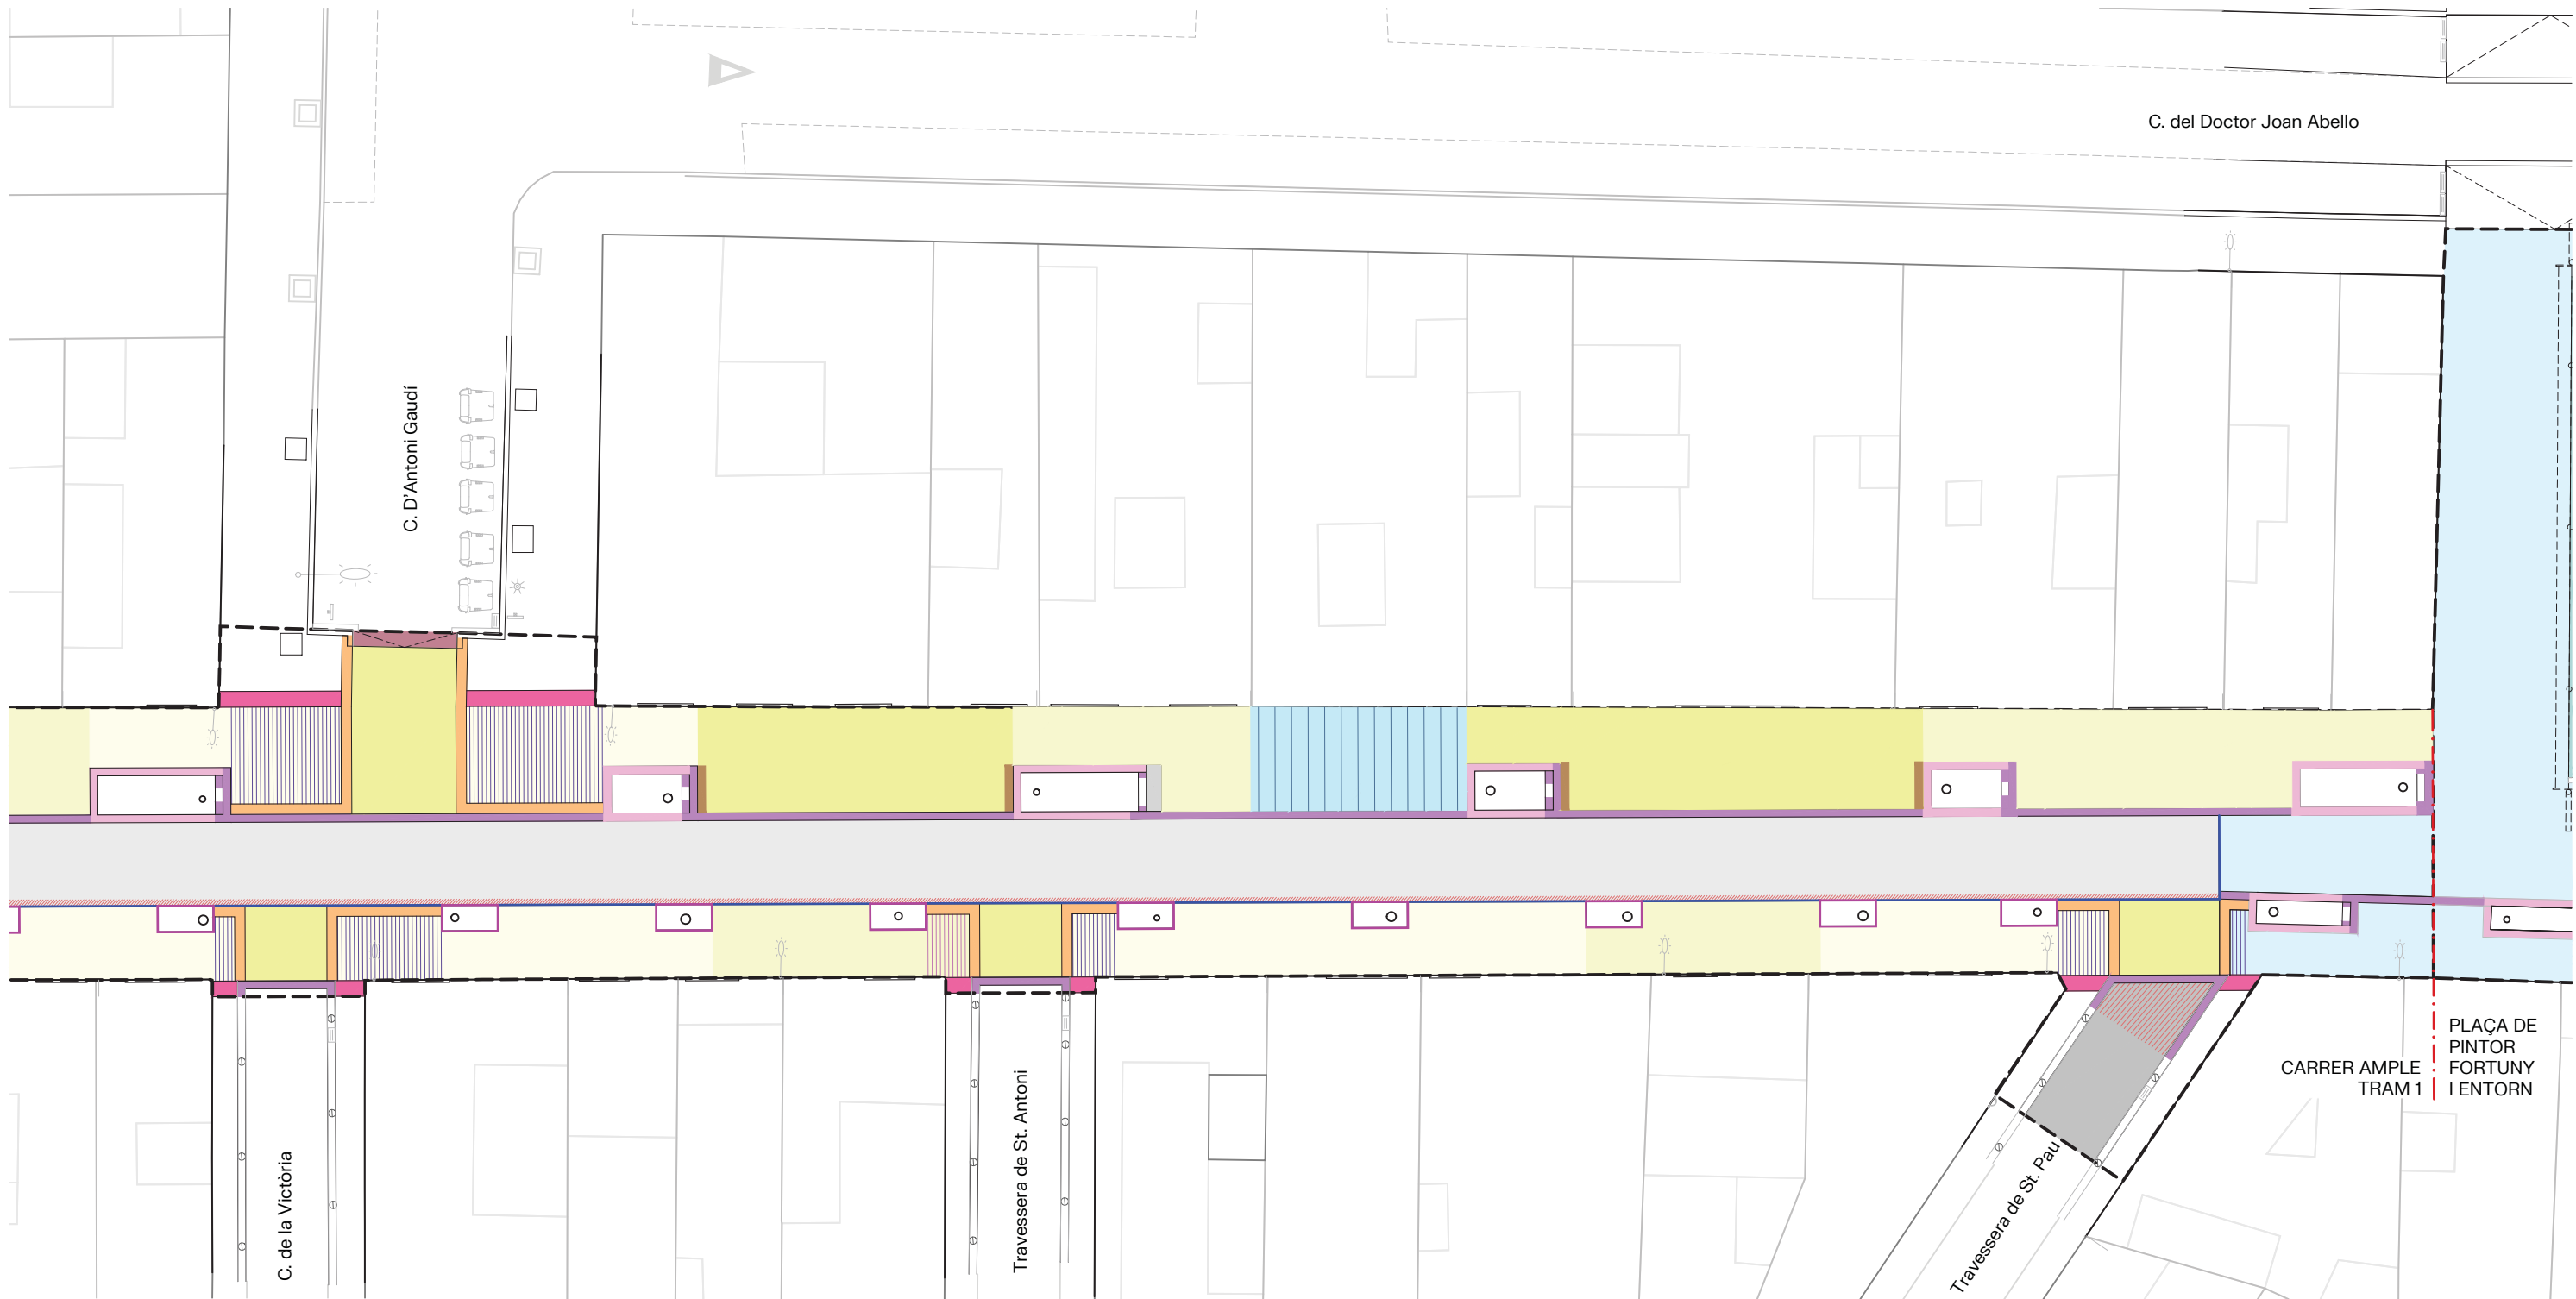 C. del Doctor Joan Abello
C. D'Antoni Gaudí
PLAÇA DE
PINTOR
FORTUNY
I ENTORN
CARRER AMPLE
TRAM 1
C. de la Victòria
Travessera de St. Antoni
Travessera de St. Pau